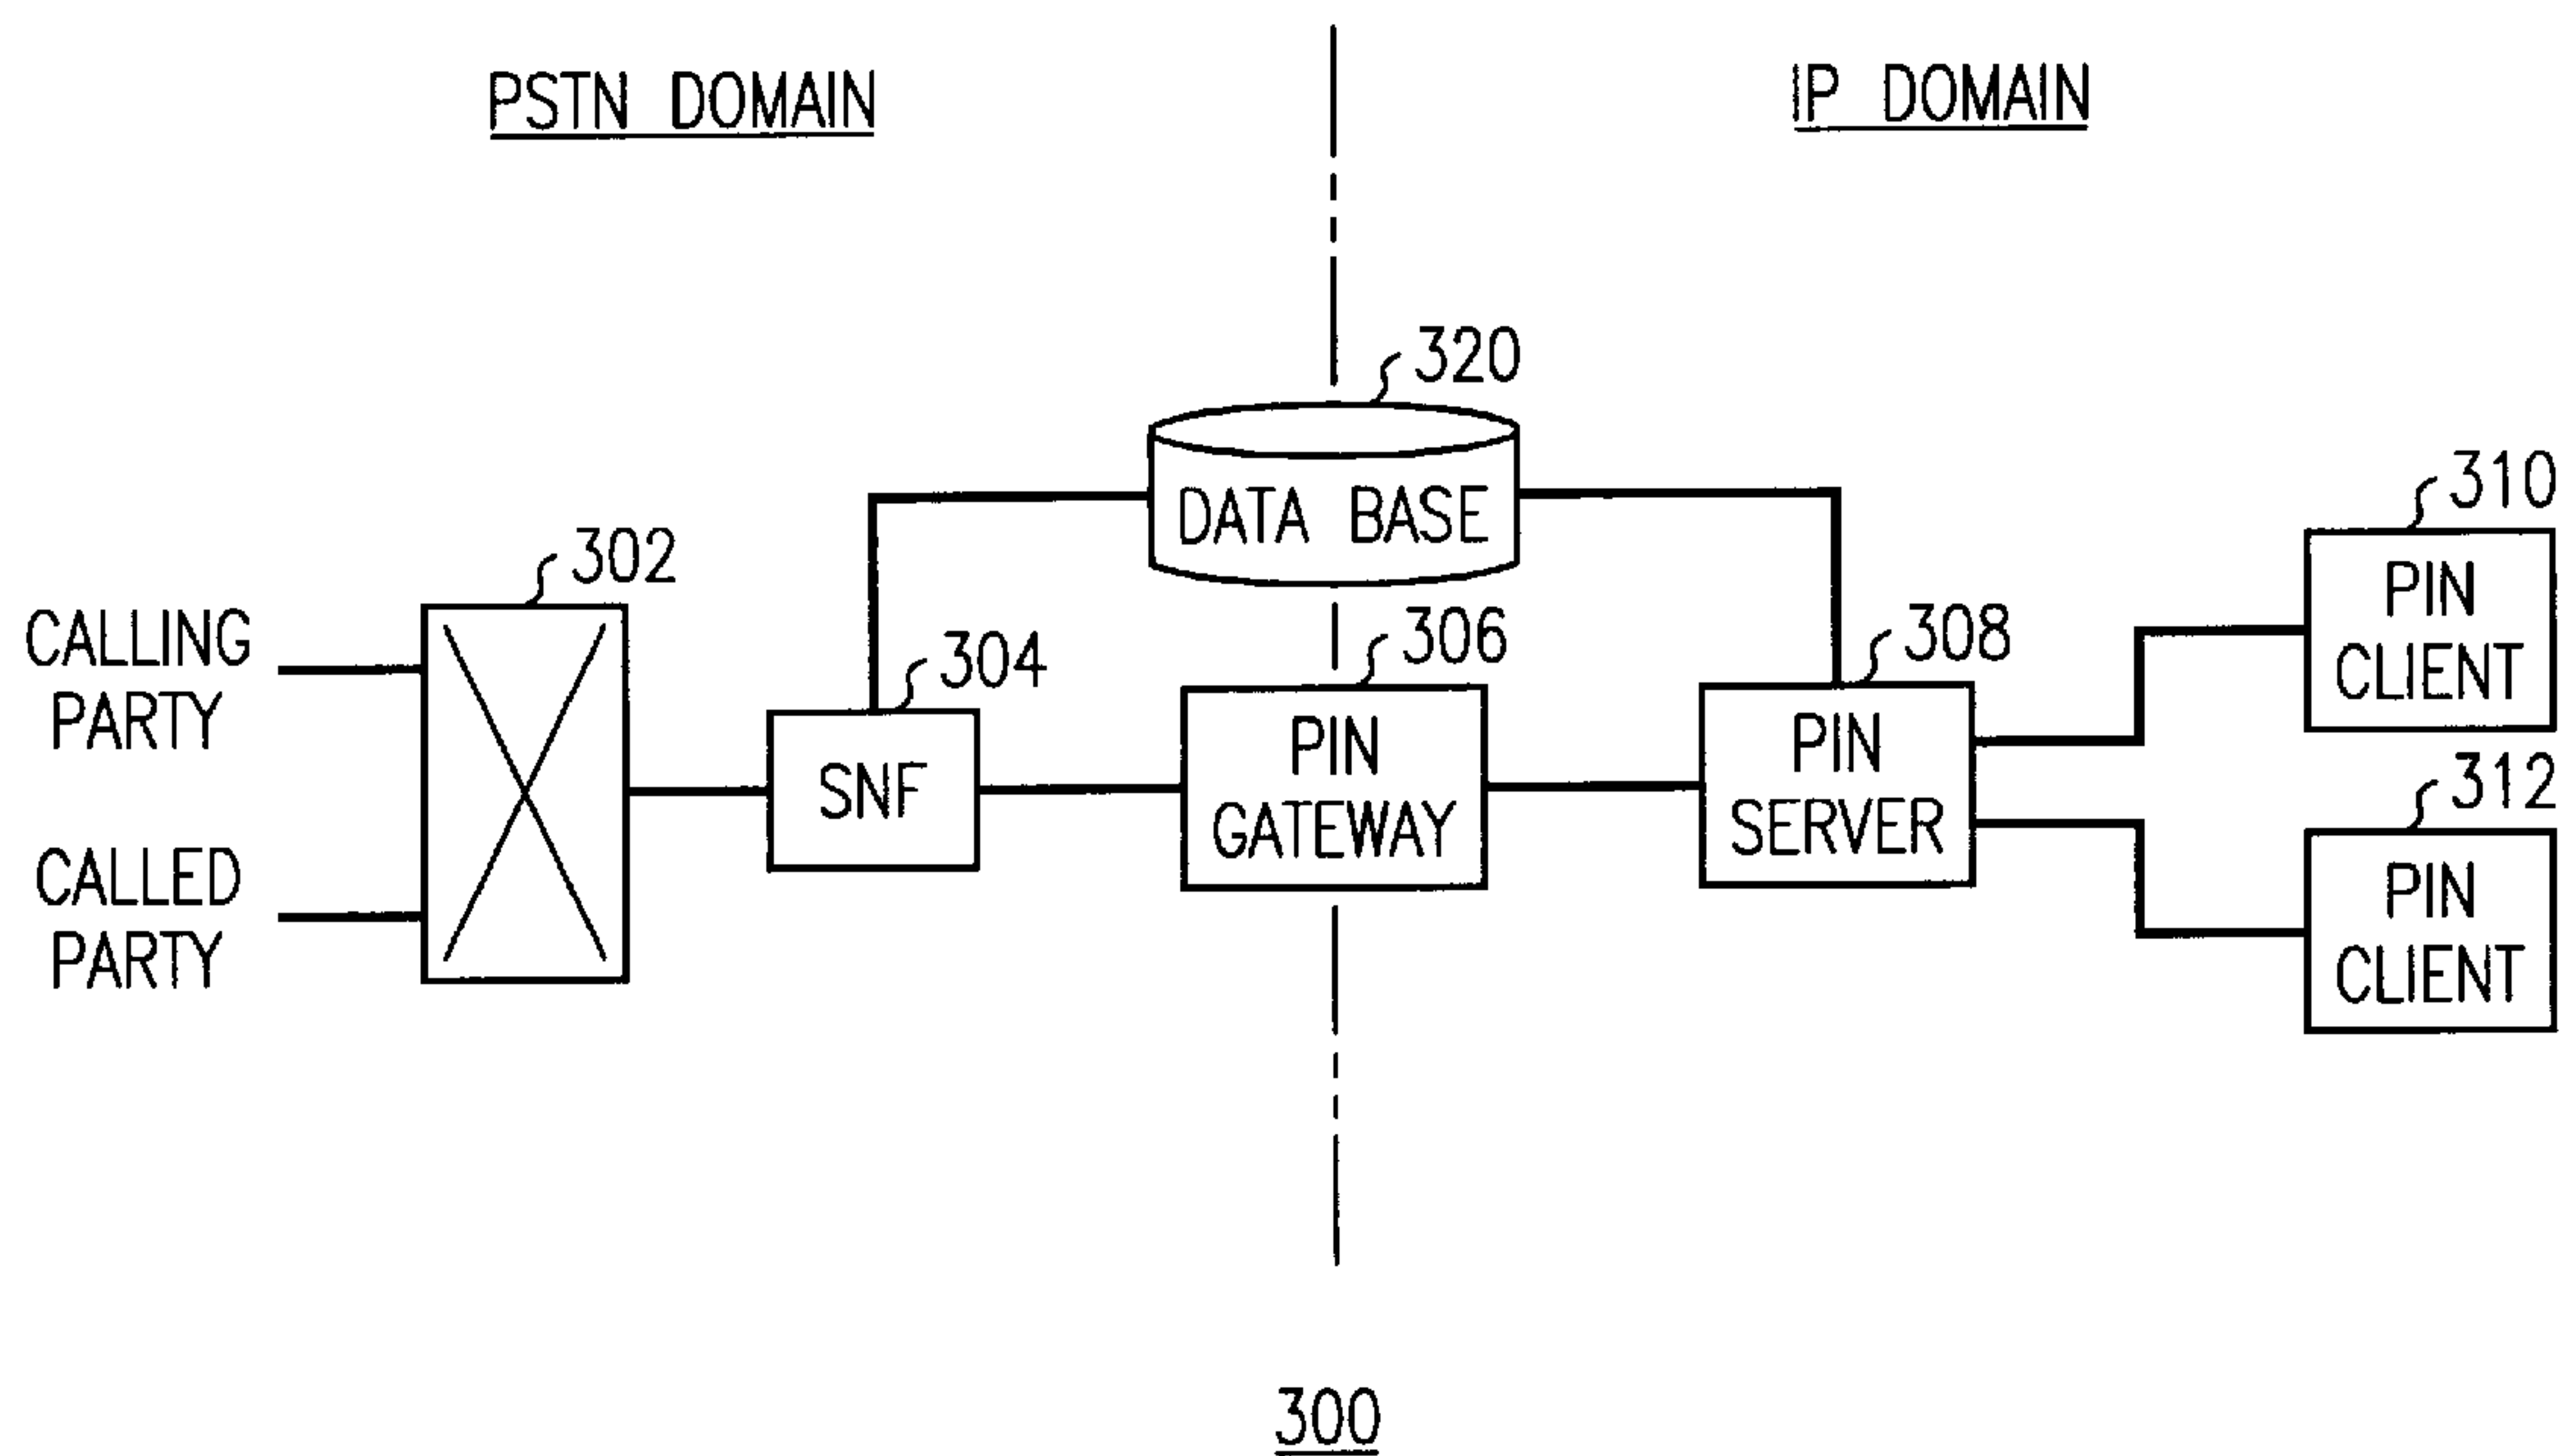 PSTN DOMAIN
IP DOMAIN
320
DATA BASE
310
PIN
CLIENT
302
CALLING
PARTY
304
SNF
306
PIN
GATEWAY
308
PIN
SERVER
312
PIN
CLIENT
CALLED
PARTY
300